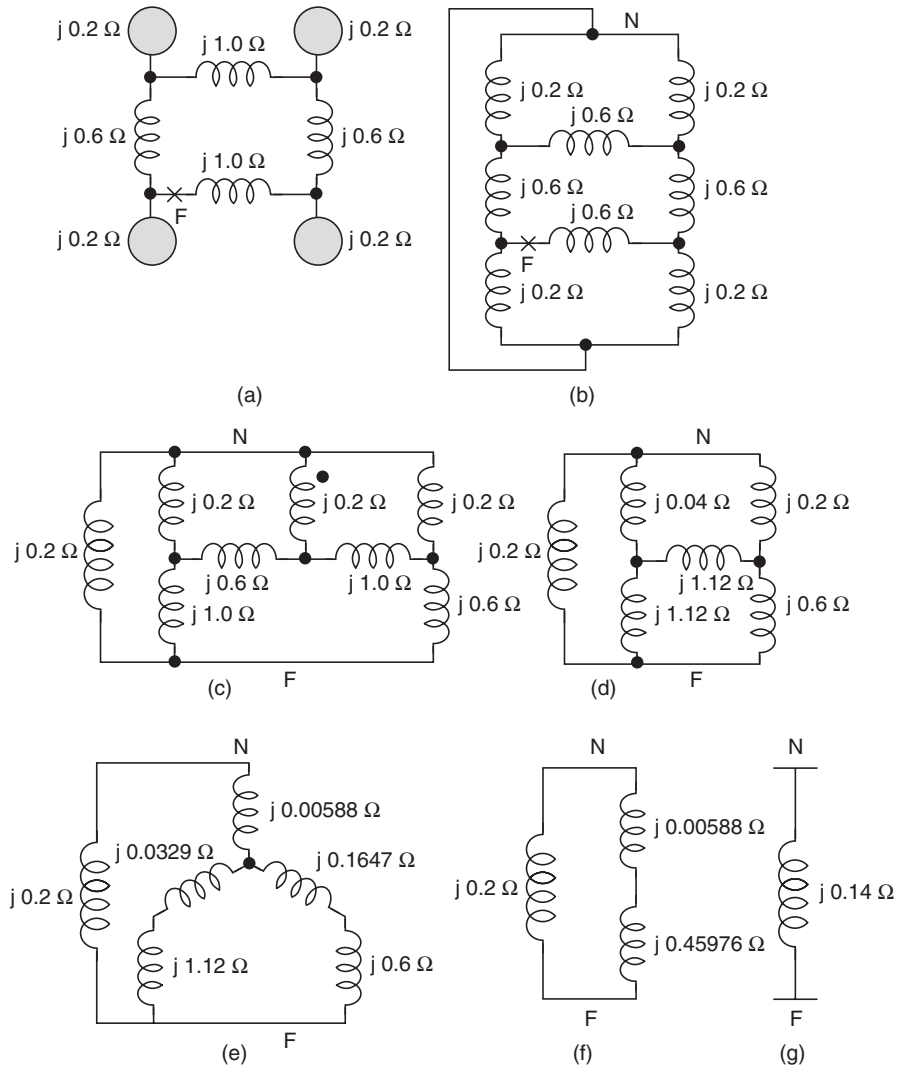 j 0.2 Ω
j 0.2 Ω
j 1.0 Ω
j 0.6 Ω
j 0.6 Ω
j 1.0 Ω
F
j 0.2 Ω
j 0.2 Ω
(a)
N
j 0.2 Ω
j 0.2 Ω
j 0.6 Ω
j 0.6 Ω
j 0.6 Ω
j 0.6 Ω
F
j 0.2 Ω
j 0.2 Ω
(b)
N
j 0.2 Ω
j 0.2 Ω
j 0.2 Ω
j 0.2 Ω
j 0.6 Ω
j 1.0 Ω
j 1.0 Ω
j 0.6 Ω
F
(c)
N
j 0.04 Ω
j 0.2 Ω
j 0.2 Ω
j 1.12 Ω
j 1.12 Ω
j 0.6 Ω
F
(d)
N
j 0.00588 Ω
j 0.0329 Ω
j 0.1647 Ω
j 0.2 Ω
j 1.12 Ω
j 0.6 Ω
F
(e)
N
j 0.00588 Ω
j 0.2 Ω
j 0.45976 Ω
F
(f)
N
j 0.14 Ω
F
(g)